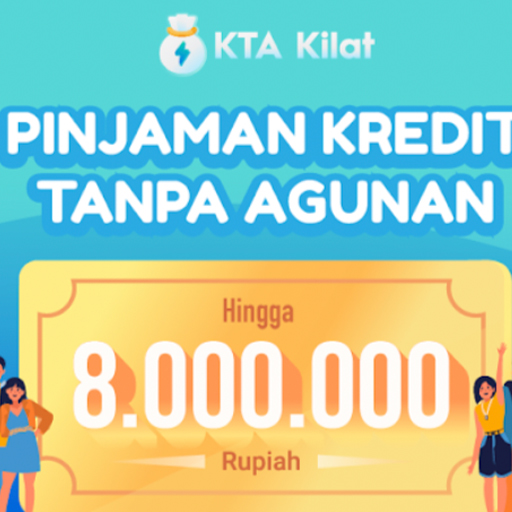 KTA Kilat
PINJAMAN KREDIT
TANPA AGUNAN
Hingga
8.000.000
Rupiah